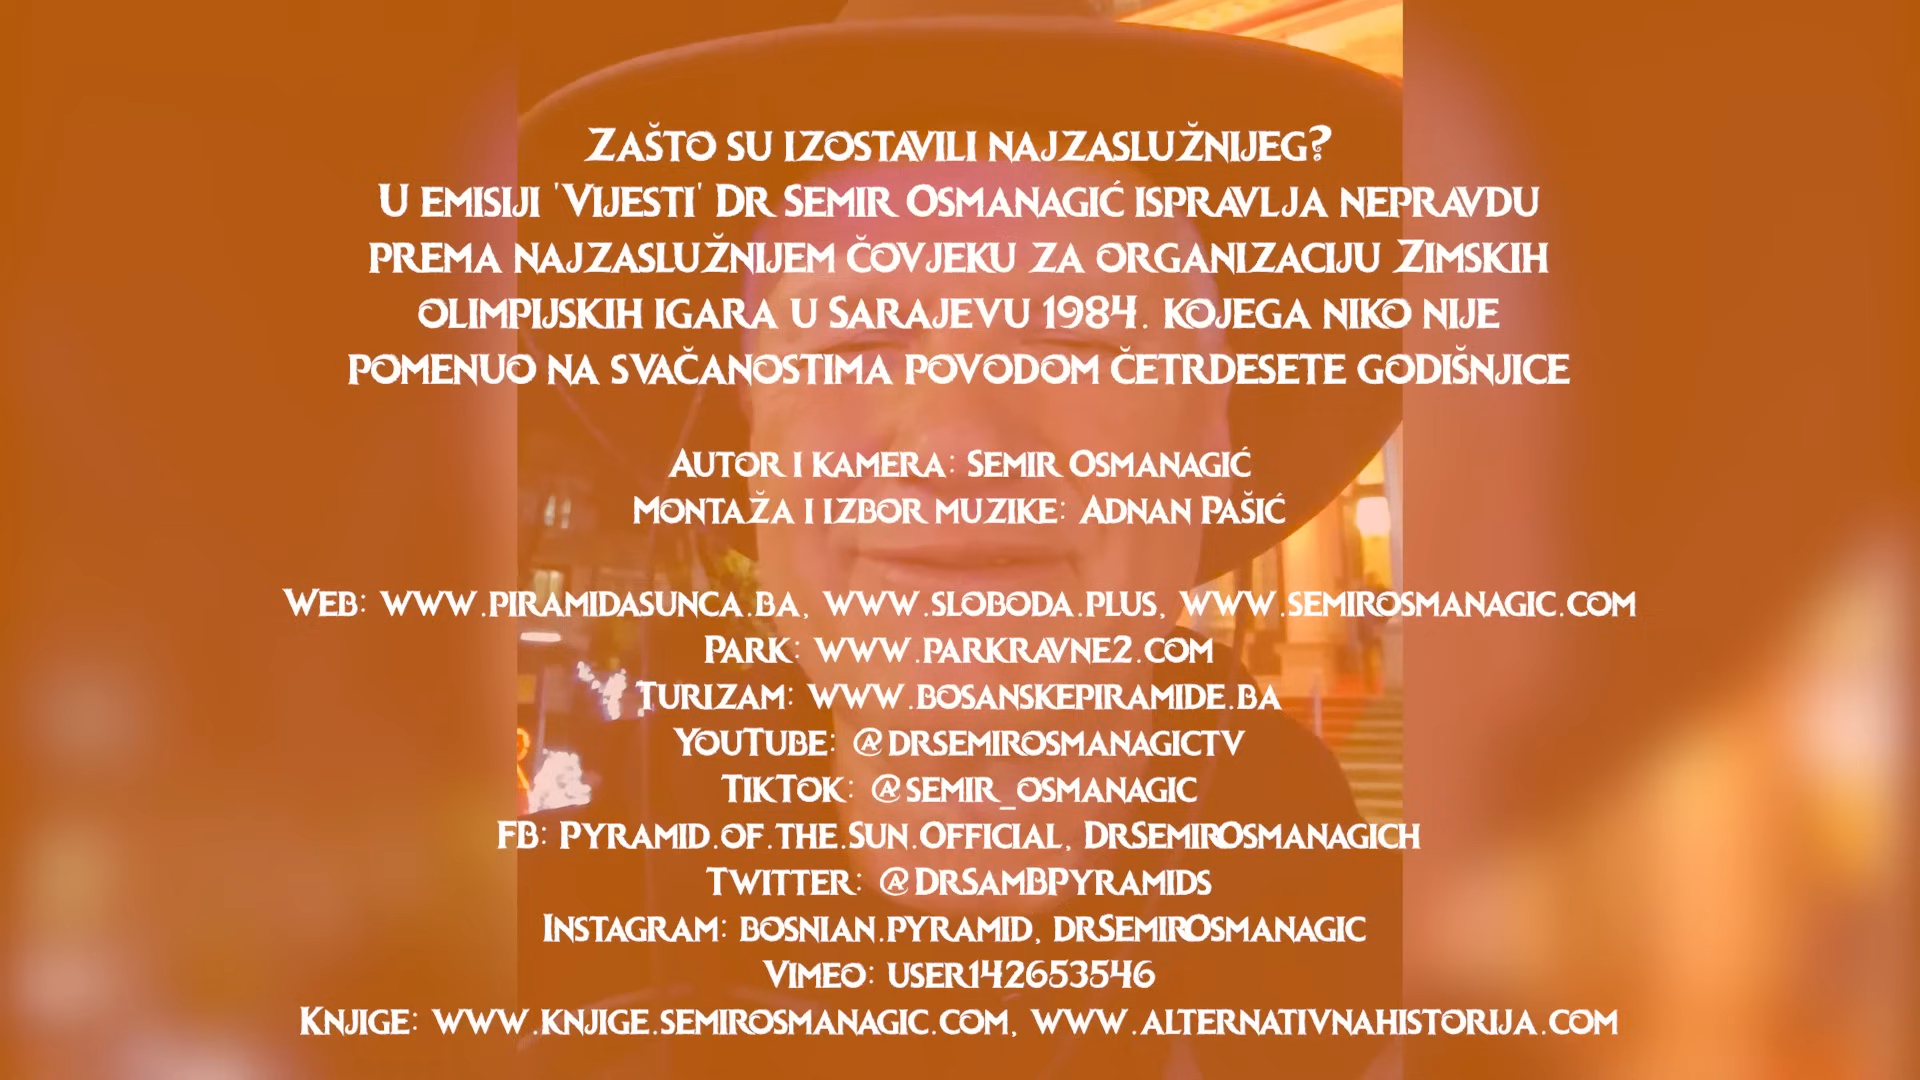 Zašto su izostavili najzaslužnijeg?
U emisiji 'Vijesti' Dr Semir Osmanagić ispravlja nepravdu
prema najzaslužnijem čovjeku za organizaciju Zimskih
olimpijskih igara u Sarajevu 1984. kojega niko nije
pomenuo na svačanostima povodom četrdesete godišnjice
Autor i kamera: Semir Osmanagić
Montaža i izbor muzike: Adnan Pašić
Web: www.piramidasunca.ba, www.sloboda.plus, www.semirosmanagic.com
Park: www.parkravne2.com
Turizam: www.bosanskepiramide.ba
YouTube: @drsemirosmanagictv
TikTok: @semir_osmanagic
FB: Pyramid.of.the.Sun.Official, DrSemirOsmanagich
Twitter: @DrSamBPyramids
Instagram: bosnian.pyramid, drSemirOsmanagic
Vimeo: user142653546
Knjige: www.knjige.semirosmanagic.com, www.alternativnahistorija.com